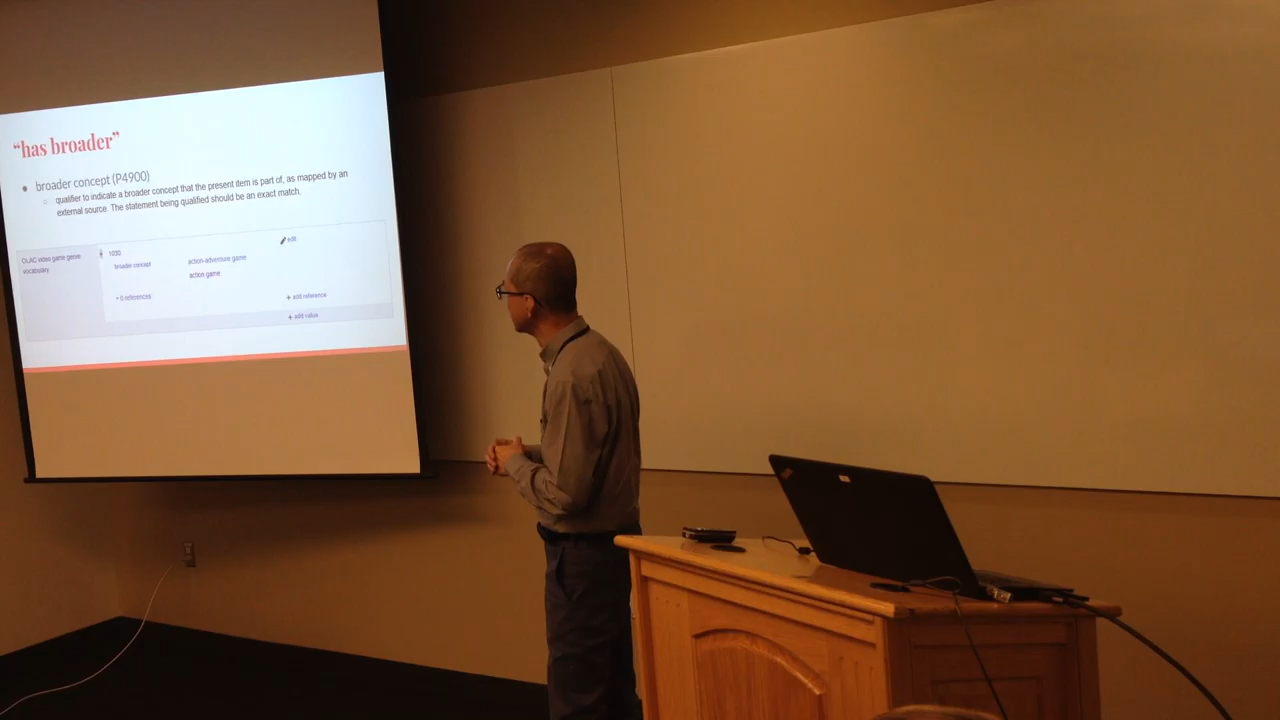 “has broader”
● broader concept (P4900)
○ qualifier to indicate a broader concept that the present item is part of, as mapped by an
external source. The statement being qualified should be an exact match.
OLAC video game genre
vocabulary
1030
edit
broader concept
action-adventure game
action game
0 references
+ add reference
+ add value